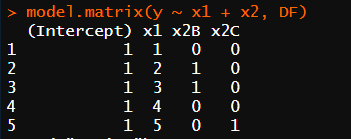 > model.matrix(y ~ x1 + x2, DF)
(Intercept) x1 x2B x2C
1 1 1 0 0
2 1 2 1 0
3 1 3 1 0
4 1 4 0 0
5 1 5 0 1